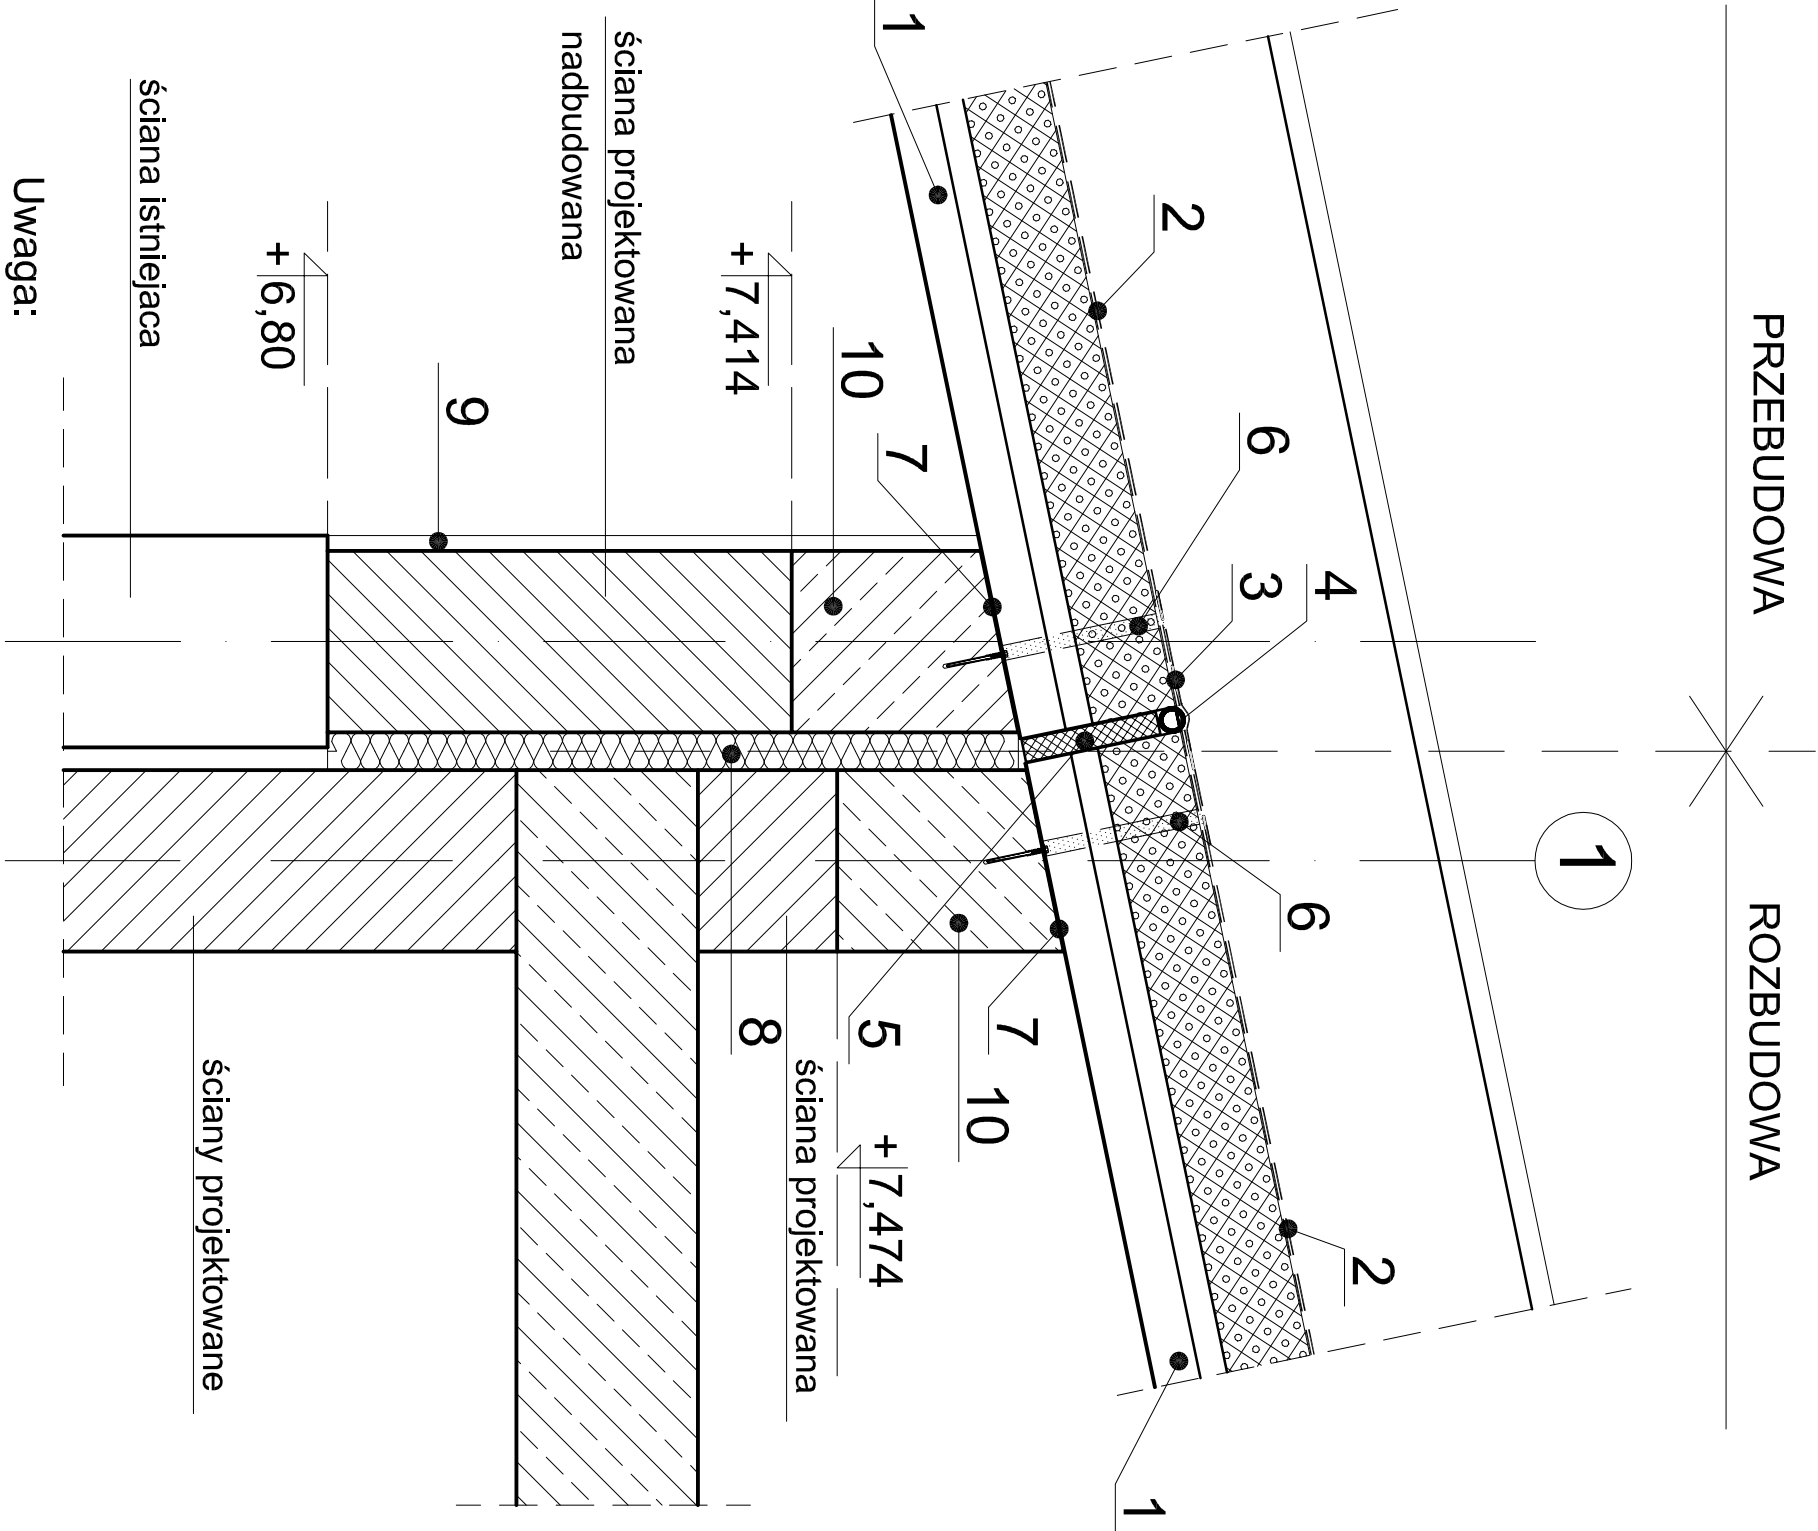 PRZEBUDOWA
ROZBUDOWA
1
2
6
3
4
6
2
1
1
7
10
+ 7,414
ściana projektowana
nadbudowana
9
+ 6,80
ściana istniejaca
5
7
8
10
+ 7,474
ściana projektowana
ściany projektowane
1
Uwaga: